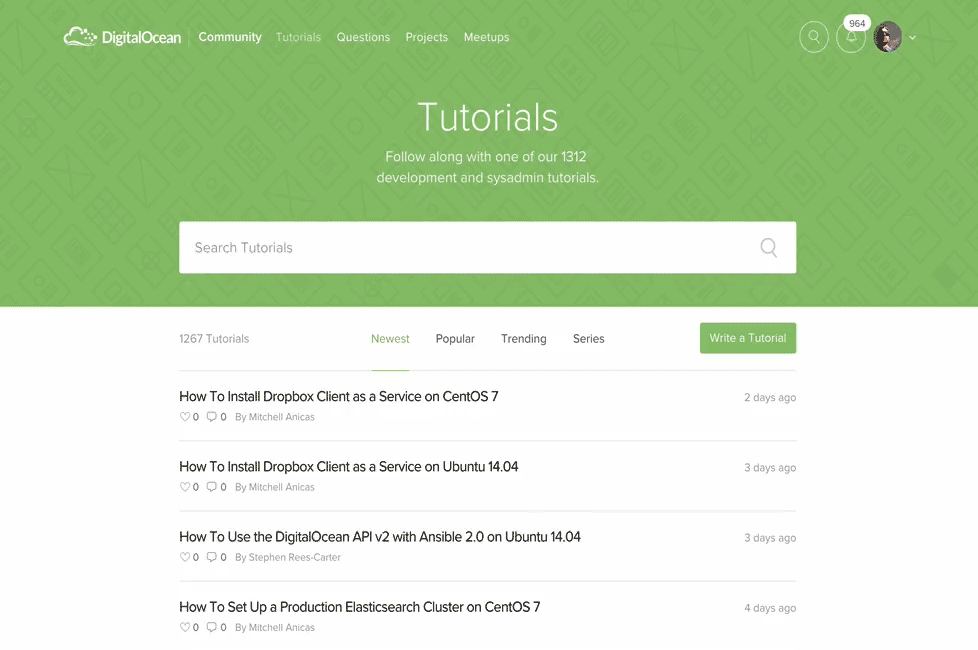 DigitalOcean Community Tutorials Questions Projects Meetups 964
Tutorials
Follow along with one of our 1312
development and sysadmin tutorials.
Search Tutorials
1267 Tutorials Newest Popular Trending Series Write a Tutorial
How To Install Dropbox Client as a Service on CentOS 7 2 days ago
0 0 By Mitchell Anicas
How To Install Dropbox Client as a Service on Ubuntu 14.04 3 days ago
0 0 By Mitchell Anicas
How To Use the DigitalOcean API v2 with Ansible 2.0 on Ubuntu 14.04 3 days ago
0 0 By Stephen Rees-Carter
How To Set Up a Production Elasticsearch Cluster on CentOS 7 4 days ago
0 0 By Mitchell Anicas